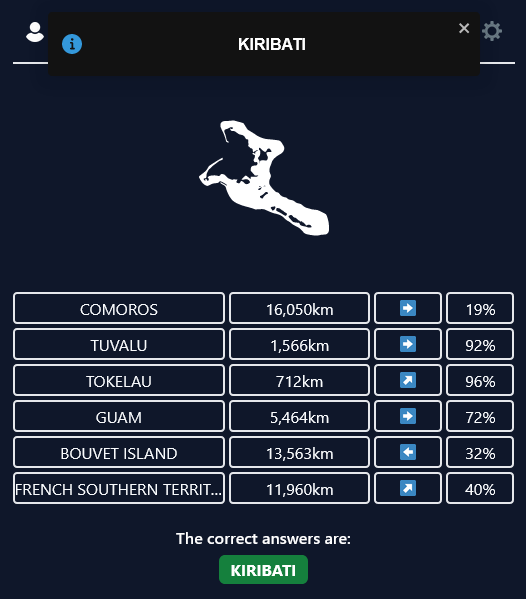 KIRIBATI
COMOROS 16,050km ➡ 19%
TUVALU 1,566km ➡ 92%
TOKELAU 712km ↗ 96%
GUAM 5,464km ➡ 72%
BOUVET ISLAND 13,563km ⬅ 32%
FRENCH SOUTHERN TERRIT... 11,960km ↗ 40%
The correct answers are:
KIRIBATI